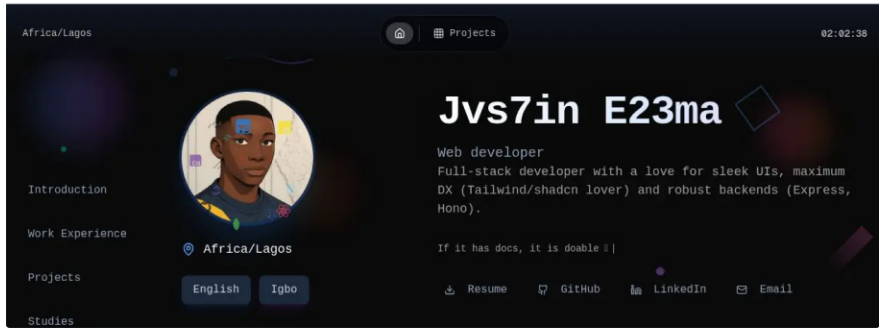 Africa/Lagos
Projects
02:02:38
Introduction
Work Experience
Projects
Studies
Africa/Lagos
English
Igbo
Jvs7in E23ma
Web developer
Full-stack developer with a love for sleek UIs, maximum
DX (Tailwind/shadcn lover) and robust backends (Express,
Hono).
If it has docs, it is doable
Resume
GitHub
LinkedIn
Email